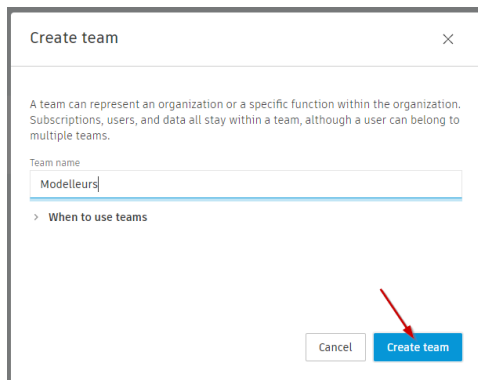 Create team
A team can represent an organization or a specific function within the organization.
Subscriptions, users, and data all stay within a team, although a user can belong to
multiple teams.
Team name
Modelleurs
When to use teams
Cancel
Create team